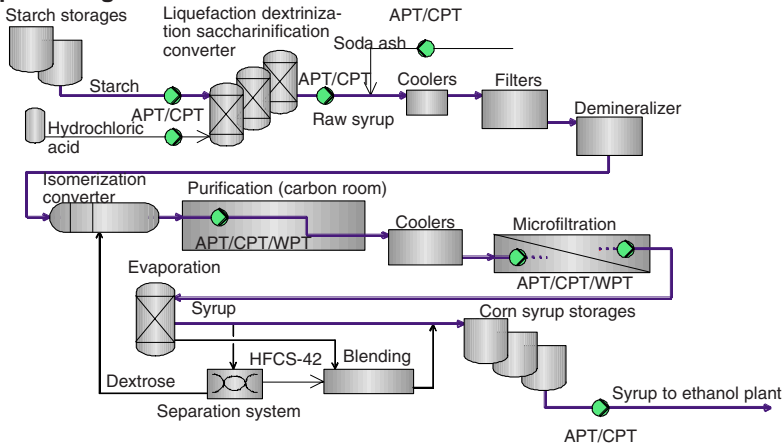 Starch storages
Liquefaction dextriniza-
tion saccharinification
converter
APT/CPT
Soda ash
Starch
APT/CPT
APT/CPT
Raw syrup
Coolers
Filters
Demineralizer
Hydrochloric
acid
Isomerization
converter
Purification (carbon room)
APT/CPT/WPT
Coolers
Microfiltration
APT/CPT/WPT
Evaporation
Syrup
Corn syrup storages
HFCS-42
Blending
Dextrose
Separation system
Syrup to ethanol plant
APT/CPT